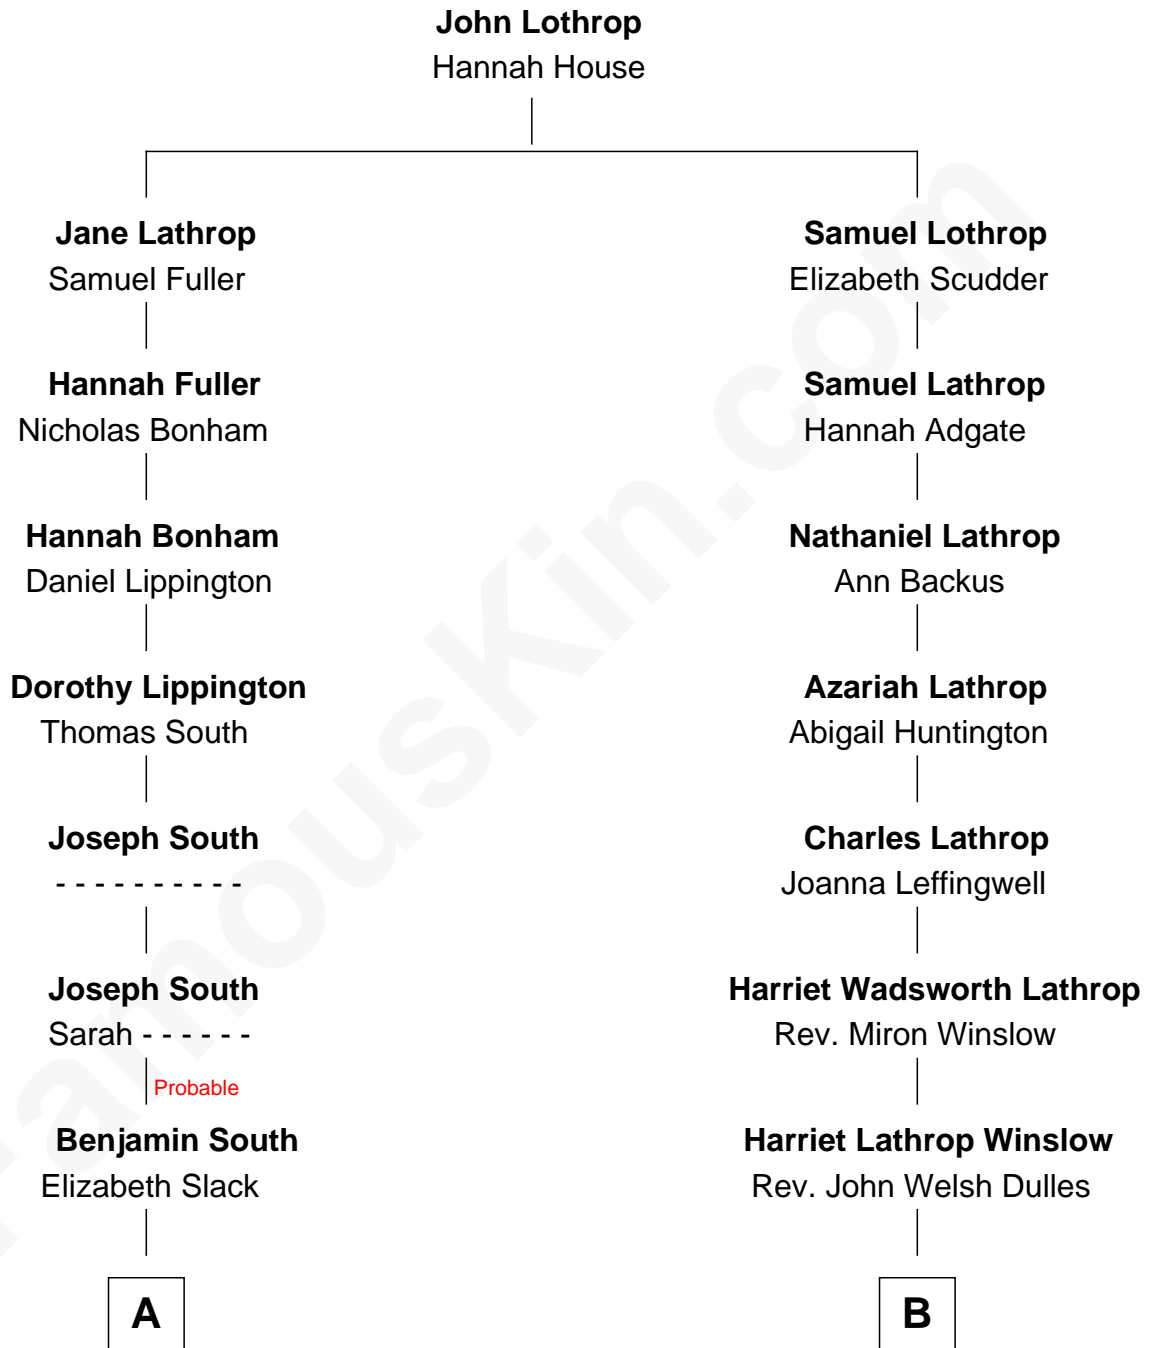 John Lothrop
Hannah House
Jane Lathrop
Samuel Fuller
Hannah Fuller
Nicholas Bonham
Hannah Bonham
Daniel Lippington
Dorothy Lippington
Thomas South
Joseph South
- - - - - - - - - -
Joseph South
Sarah - - - - - -
Probable
Benjamin South
Elizabeth Slack
A
Samuel Lothrop
Elizabeth Scudder
Samuel Lathrop
Hannah Adgate
Nathaniel Lathrop
Ann Backus
Azariah Lathrop
Abigail Huntington
Charles Lathrop
Joanna Leffingwell
Harriet Wadsworth Lathrop
Rev. Miron Winslow
Harriet Lathrop Winslow
Rev. John Welsh Dulles
B
FamousKin.com